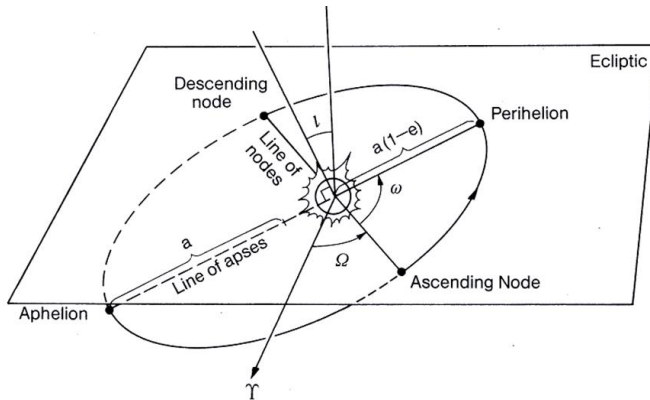 Ecliptic
Descending
node
ι
Perihelion
a(1−e)
Line of
nodes
ω
a
Line of apses
Ω
Ascending Node
Aphelion
♈